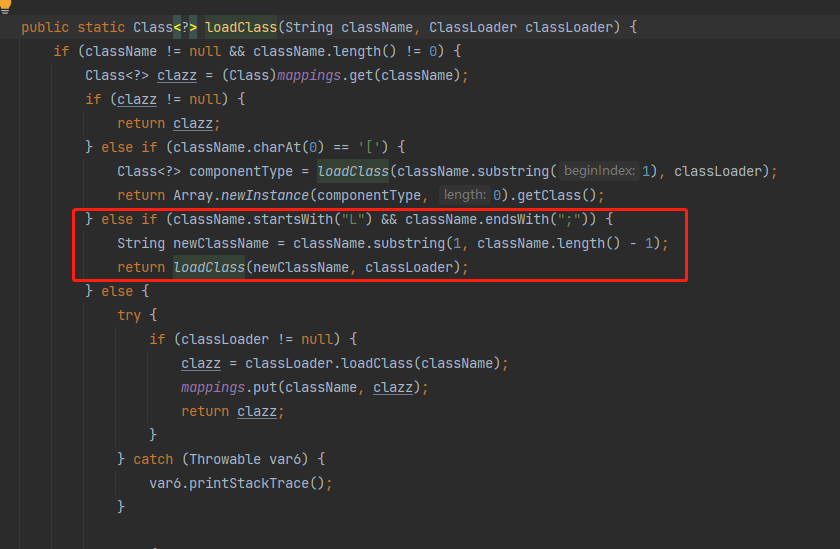 public static Class<?> loadClass(String className, ClassLoader classLoader) {
if (className != null && className.length() != 0) {
Class<?> clazz = (Class)mappings.get(className);
if (clazz != null) {
return clazz;
} else if (className.charAt(0) == '[') {
Class<?> componentType = loadClass(className.substring( beginIndex: 1), classLoader);
return Array.newInstance(componentType, length: 0).getClass();
} else if (className.startsWith("L") && className.endsWith(";")) {
String newClassName = className.substring(1, className.length() - 1);
return loadClass(newClassName, classLoader);
} else {
try {
if (classLoader != null) {
clazz = classLoader.loadClass(className);
mappings.put(className, clazz);
return clazz;
}
} catch (Throwable var6) {
var6.printStackTrace();
}